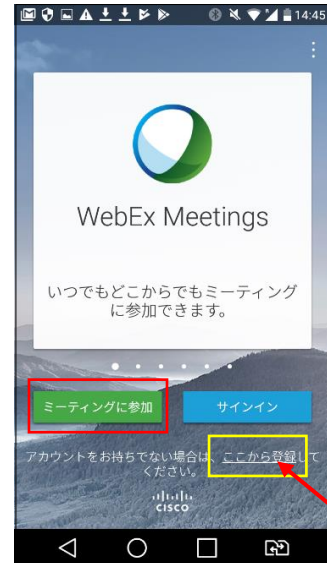 14:45
WebEx Meetings
いつでもどこからでもミーティング
に参加できます。
ミーティングに参加
サインイン
アカウントをお持ちでない場合は、ここから登録して
ください。
CISCO